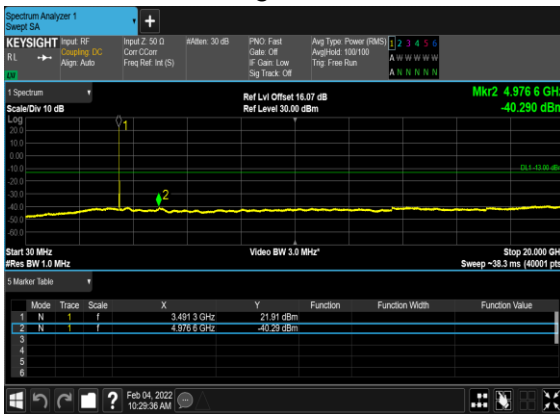 Spectrum Analyzer 1
Swept SA
KEYSIGHT Input: RF Input Z: 50 Ω #Atten: 30 dB PNO: Fast Avg Type: Power (RMS) 1 2 3 4 5 6
RL Coupling: DC Corr CCorr Gate: Off Avg|Hold: 100/100 A W W W W W
Align: Auto Freq Ref: Int (S) IF Gain: Low Trig: Free Run
Sig Track: Off A N N N N N
LV
1 Spectrum Ref Lvl Offset 16.07 dB Mkr2 4.976 6 GHz
Scale/Div 10 dB Ref Level 30.00 dBm -40.290 dBm
Log
1
20.0
10.0
0.00
-10.0 DL1 -13.00 dBm
-20.0
-30.0 2
-40.0
-50.0
-60.0
Start 30 MHz Video BW 3.0 MHz* Stop 20.000 GHz
#Res BW 1.0 MHz Sweep ~38.3 ms (40001 pts)
5 Marker Table
Mode Trace Scale X Y Function Function Width Function Value
1 N 1 f 3.491 3 GHz 21.91 dBm
2 N 1 f 4.976 6 GHz -40.29 dBm
3
4
5
6
? Feb 04, 2022
10:29:36 AM